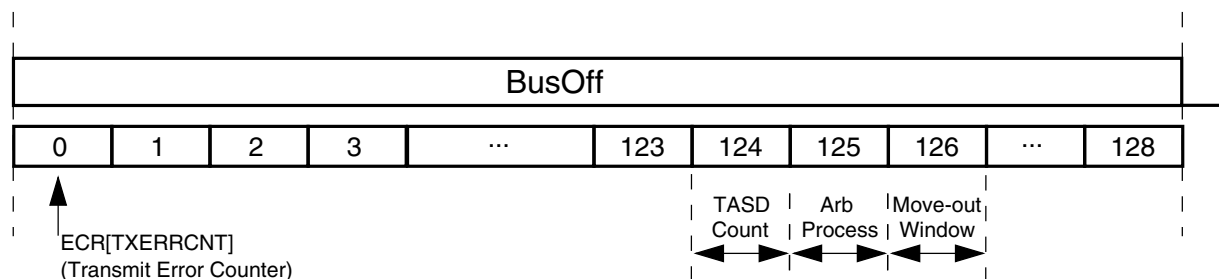 BusOff
0 1 2 3 ... 123 124 125 126 ... 128
TASD Count
Arb Process
Move-out Window
ECR[TXERRCNT]
(Transmit Error Counter)